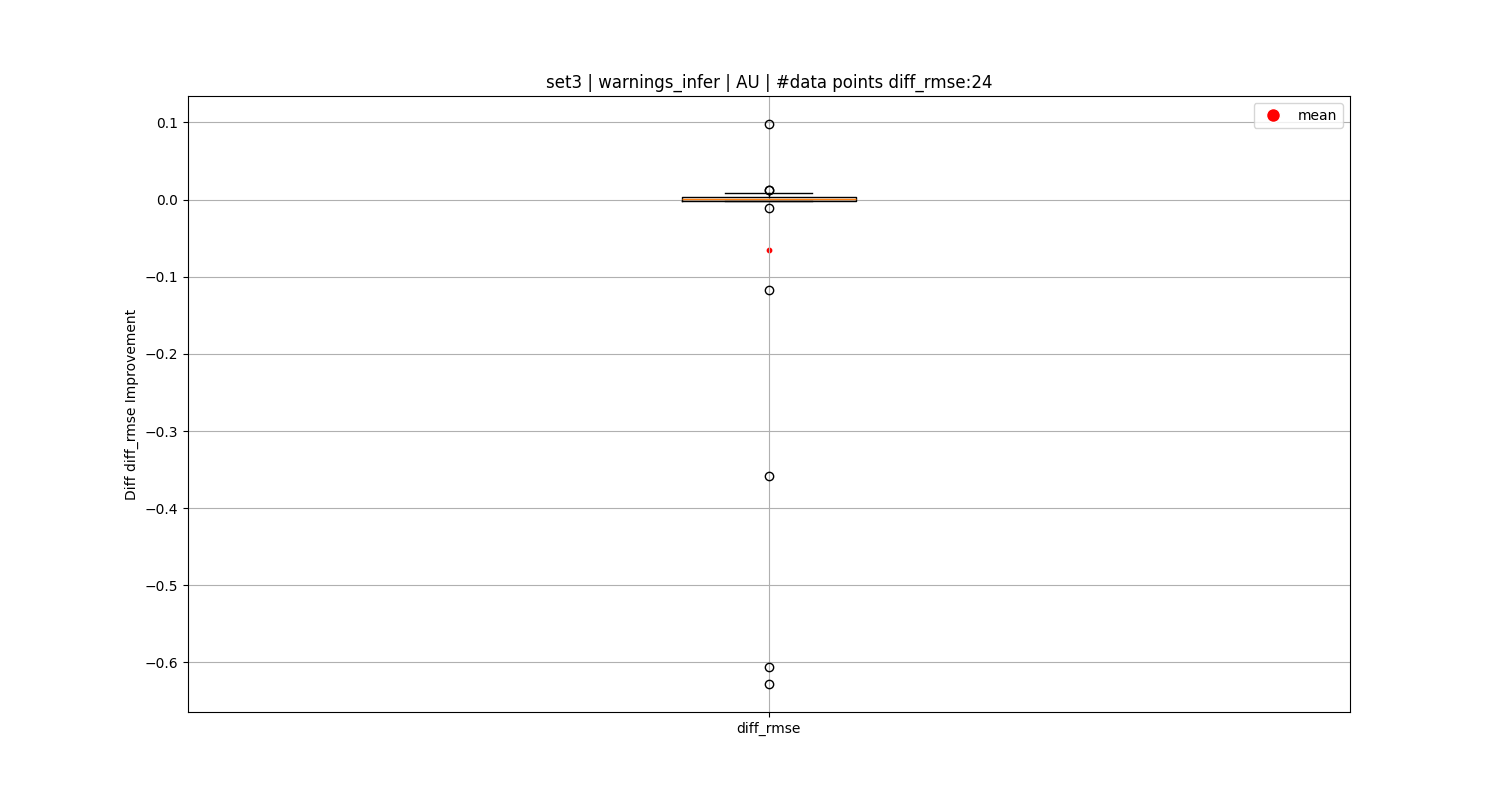 set3 | warnings_infer | AU | #data points diff_rmse:24
mean
0.1
0.0
−0.1
−0.2
−0.3
−0.4
−0.5
−0.6
Diff diff_rmse Improvement
diff_rmse